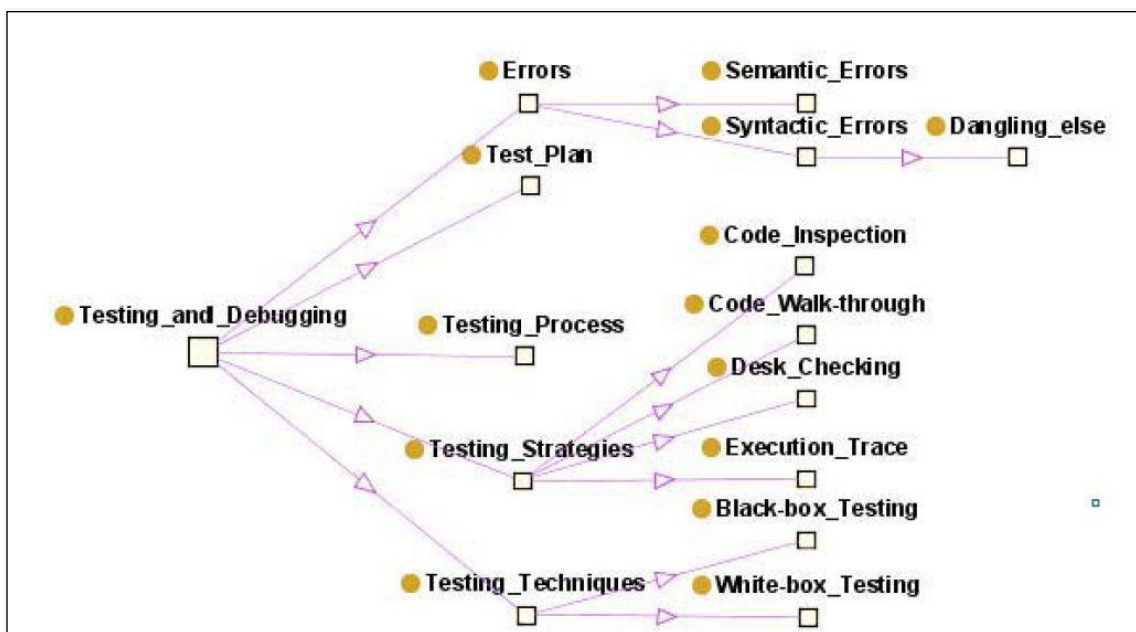 Errors
Semantic_Errors
Syntactic_Errors
Dangling_else
Test_Plan
Code_Inspection
Code_Walk-through
Testing_and_Debugging
Testing_Process
Desk_Checking
Testing_Strategies
Execution_Trace
Black-box_Testing
Testing_Techniques
White-box_Testing